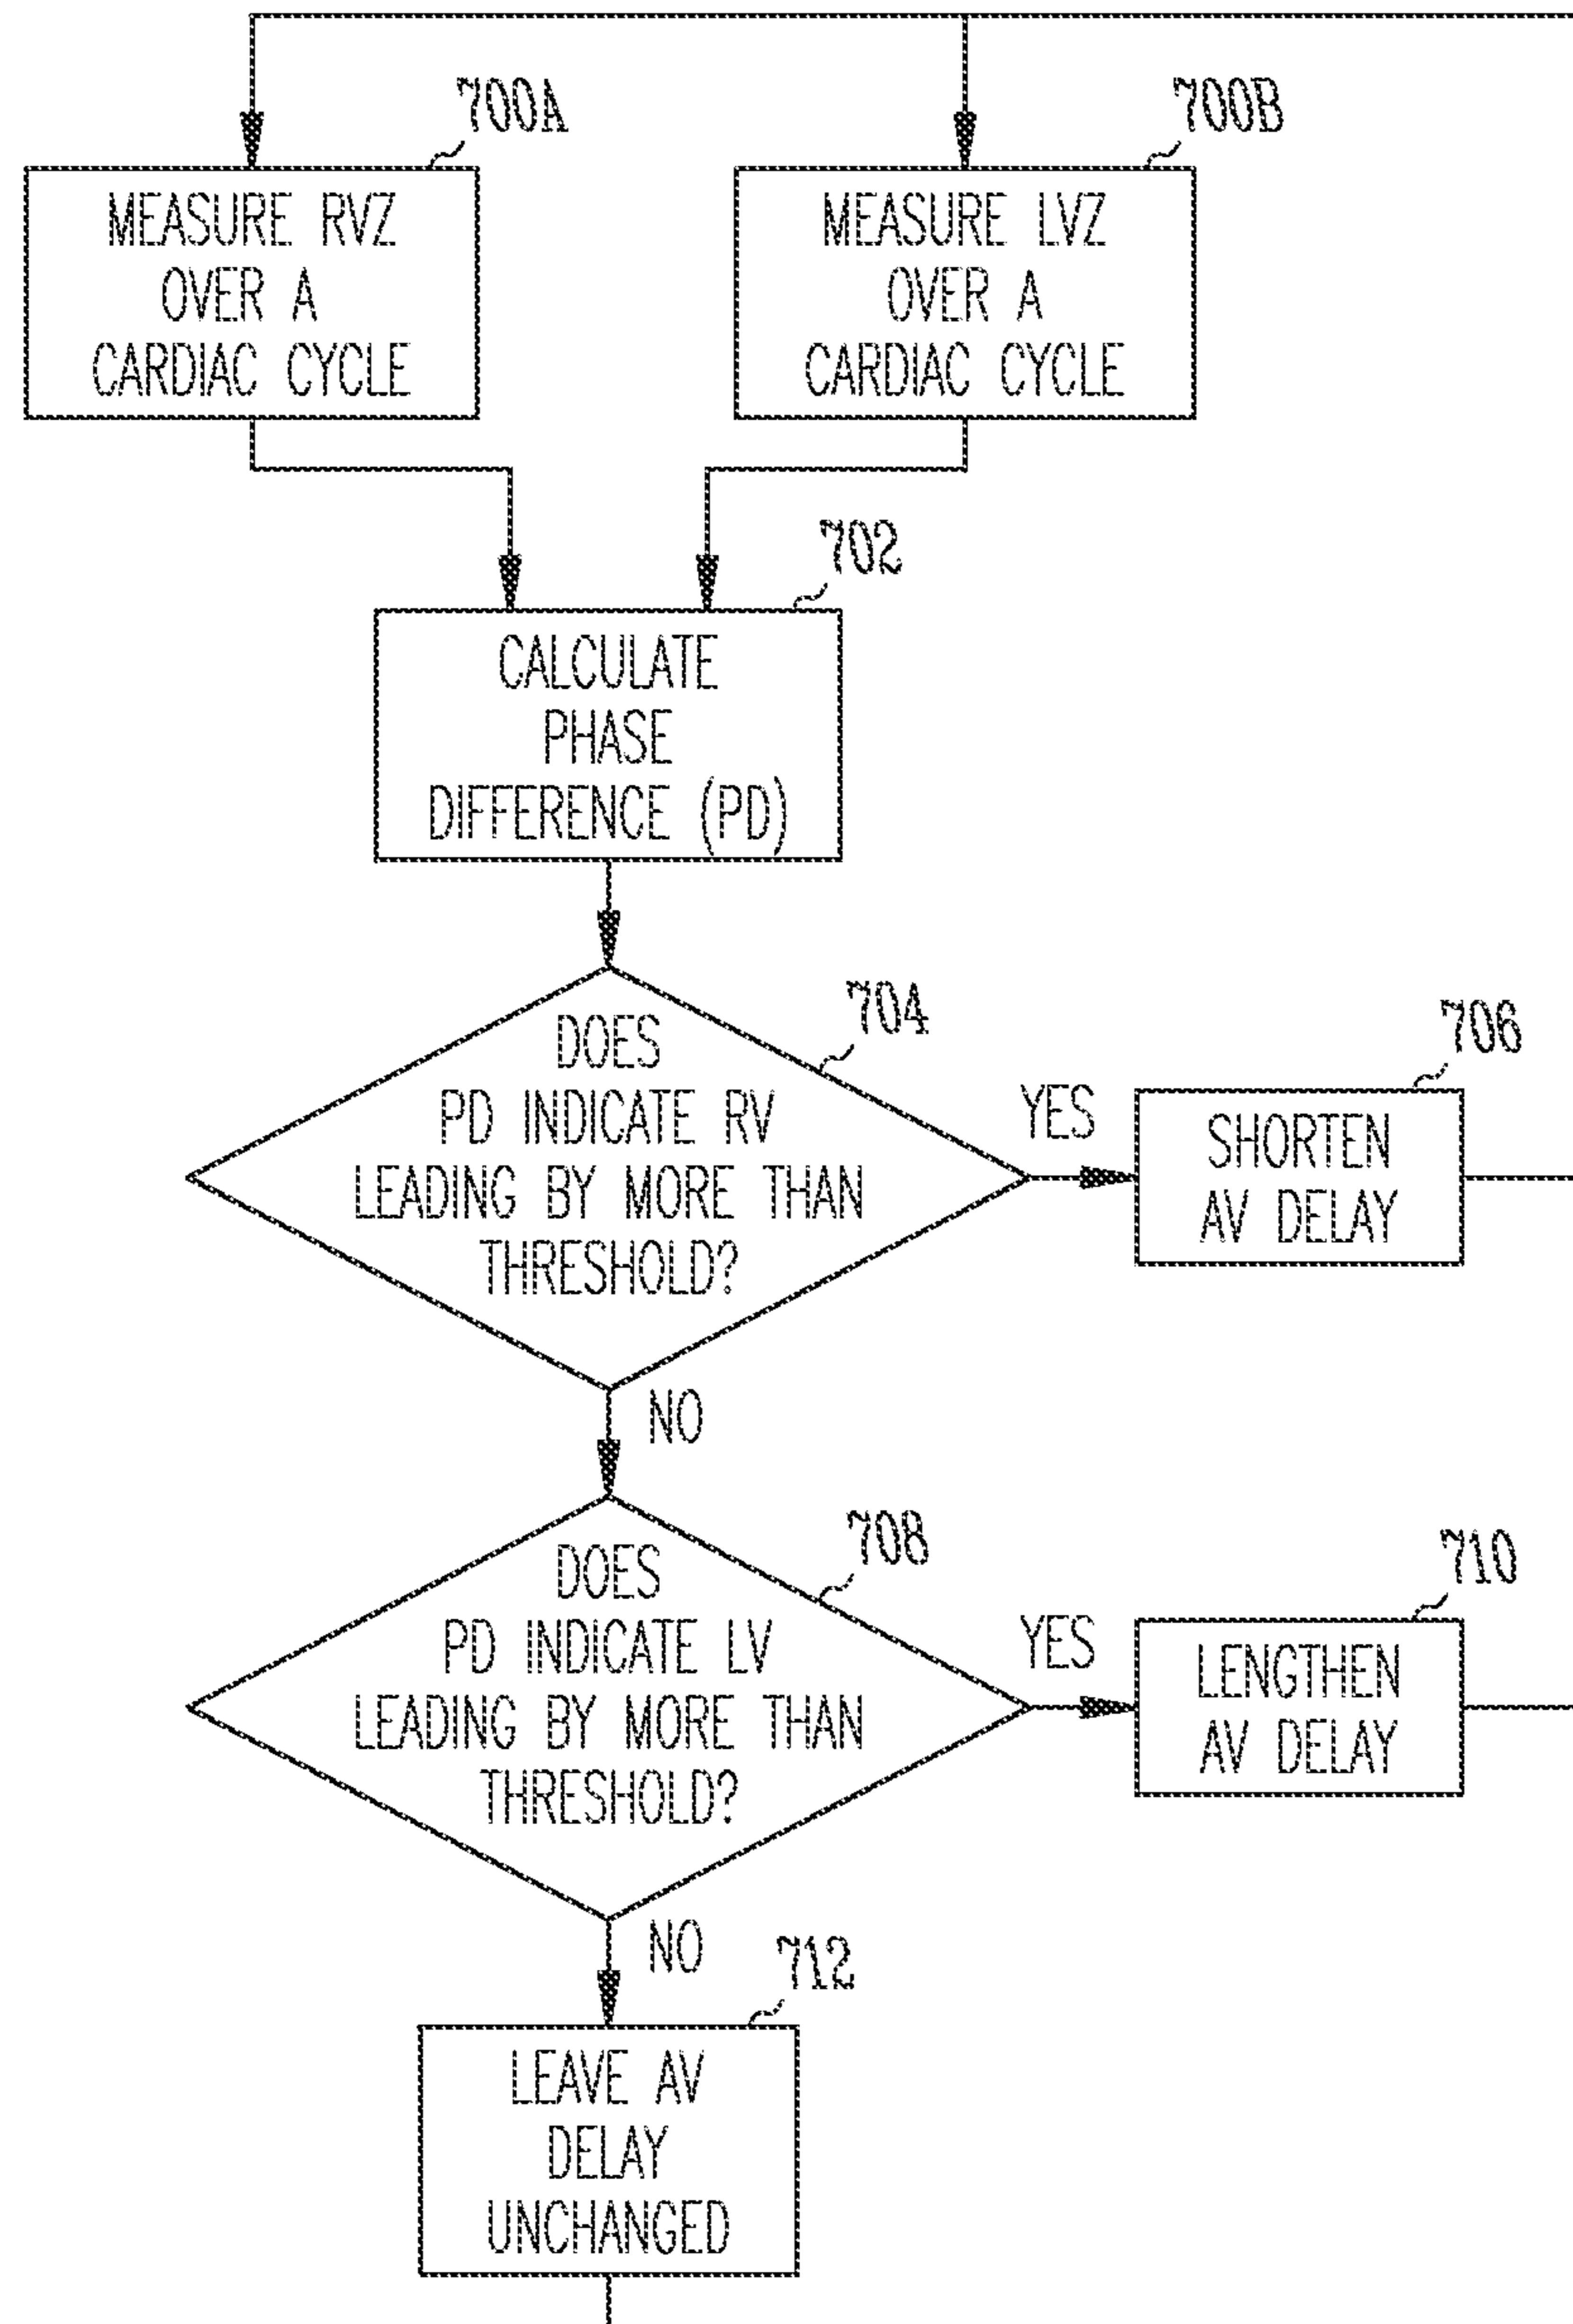 700A
MEASURE RVZ
OVER A
CARDIAC CYCLE
700B
MEASURE LVZ
OVER A
CARDIAC CYCLE
702
CALCULATE
PHASE
DIFFERENCE (PD)
704
DOES
PD INDICATE RV
LEADING BY MORE THAN
THRESHOLD?
YES
706
SHORTEN
AV DELAY
NO
708
DOES
PD INDICATE LV
LEADING BY MORE THAN
THRESHOLD?
YES
710
LENGTHEN
AV DELAY
NO
712
LEAVE AV
DELAY
UNCHANGED